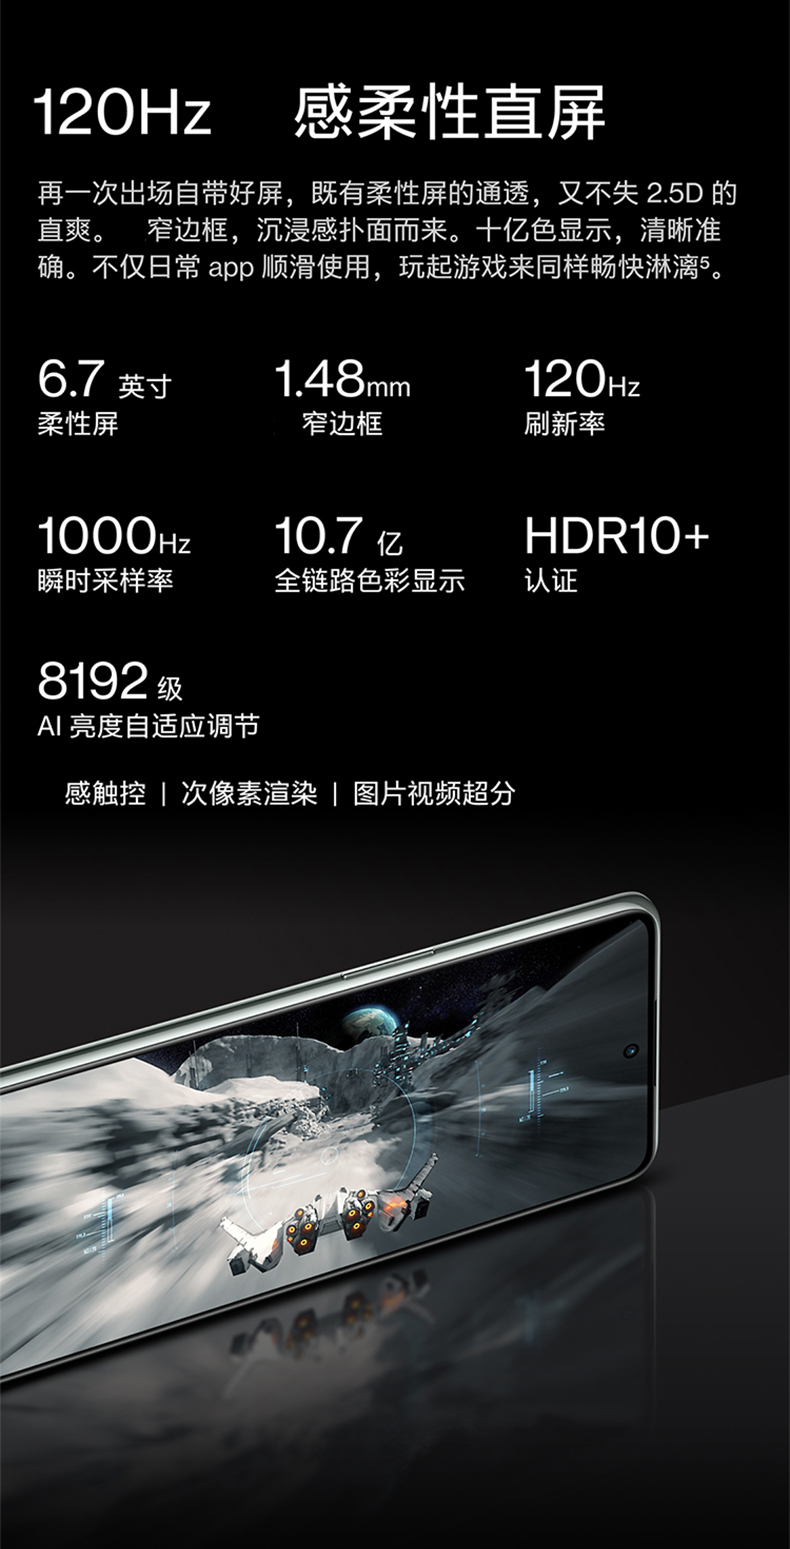 120Hz 感柔性直屏
再一次出场自带好屏，既有柔性屏的通透，又不失 2.5D 的
直爽。 窄边框，沉浸感扑面而来。十亿色显示，清晰准
确。不仅日常 app 顺滑使用，玩起游戏来同样畅快淋漓⁵。
6.7 英寸
柔性屏
1.48mm
窄边框
120Hz
刷新率
1000Hz
瞬时采样率
10.7 亿
全链路色彩显示
HDR10+
认证
8192 级
AI 亮度自适应调节
感触控 | 次像素渲染 | 图片视频超分